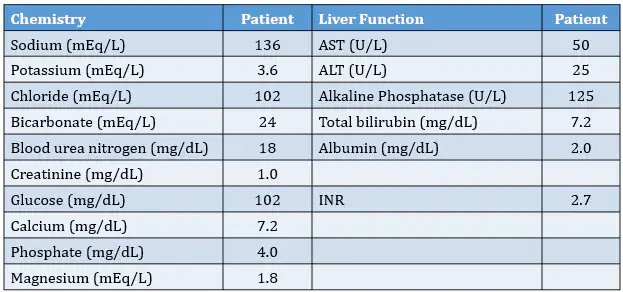 Chemistry Patient Liver Function Patient
Sodium (mEq/L) 136 AST (U/L) 50
Potassium (mEq/L) 3.6 ALT (U/L) 25
Chloride (mEq/L) 102 Alkaline Phosphatase (U/L) 125
Bicarbonate (mEq/L) 24 Total bilirubin (mg/dL) 7.2
Blood urea nitrogen (mg/dL) 18 Albumin (mg/dL) 2.0
Creatinine (mg/dL) 1.0
Glucose (mg/dL) 102 INR 2.7
Calcium (mg/dL) 7.2
Phosphate (mg/dL) 4.0
Magnesium (mEq/L) 1.8